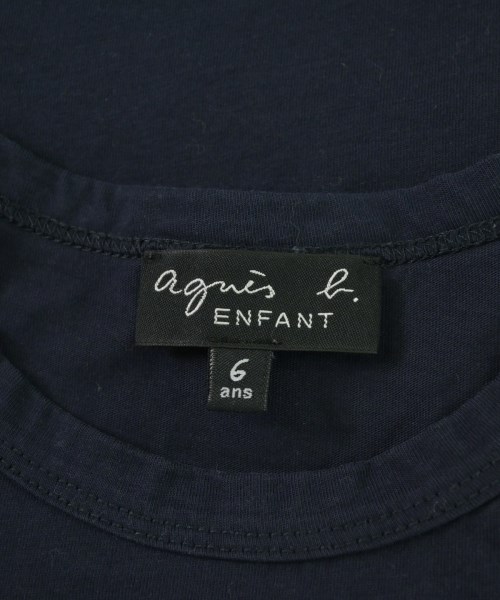 agnès b.
ENFANT
6
ans